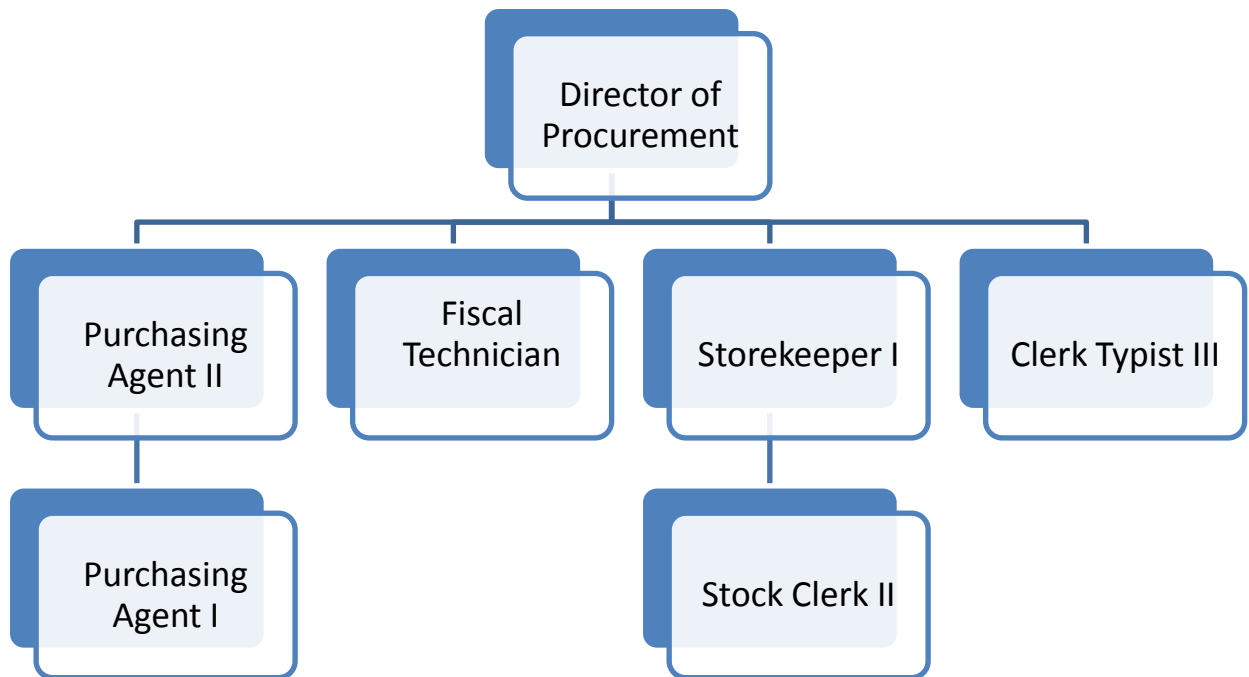 Director of
Procurement
Purchasing
Agent II
Fiscal
Technician
Storekeeper I
Clerk Typist III
Purchasing
Agent I
Stock Clerk II